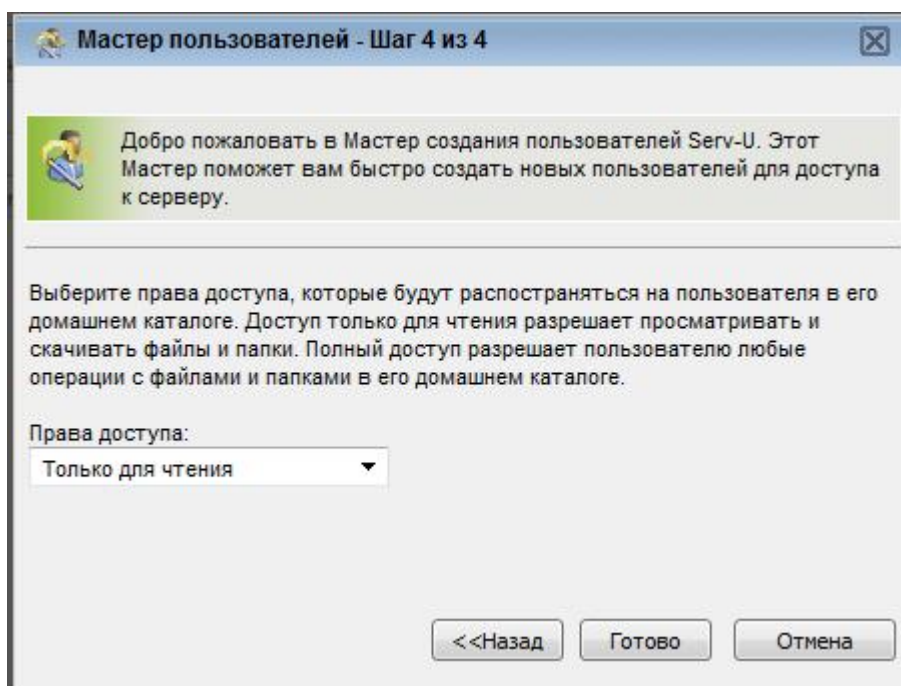 Мастер пользователей - Шаг 4 из 4
Добро пожаловать в Мастер создания пользователей Serv-U. Этот
Мастер поможет вам быстро создать новых пользователей для доступа
к серверу.
Выберите права доступа, которые будут распостраняться на пользователя в его
домашнем каталоге. Доступ только для чтения разрешает просматривать и
скачивать файлы и папки. Полный доступ разрешает пользователю любые
операции с файлами и папками в его домашнем каталоге.
Права доступа:
Только для чтения
<<Назад Готово Отмена